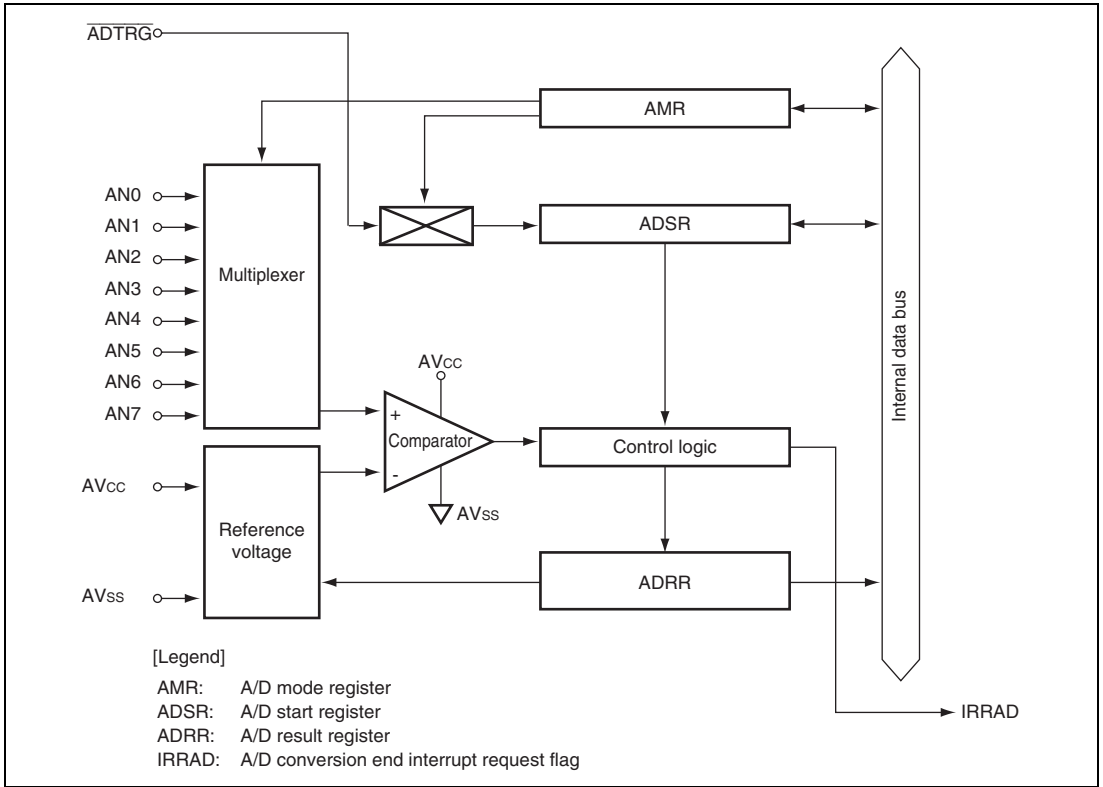 ADTRG
AMR
AN0
AN1
AN2
AN3
AN4
AN5
AN6
AN7
Multiplexer
ADSR
Internal data bus
AVcc
+
Comparator
-
AVss
Control logic
AVcc
Reference
voltage
AVss
ADRR
IRRAD
[Legend]
AMR: A/D mode register
ADSR: A/D start register
ADRR: A/D result register
IRRAD: A/D conversion end interrupt request flag